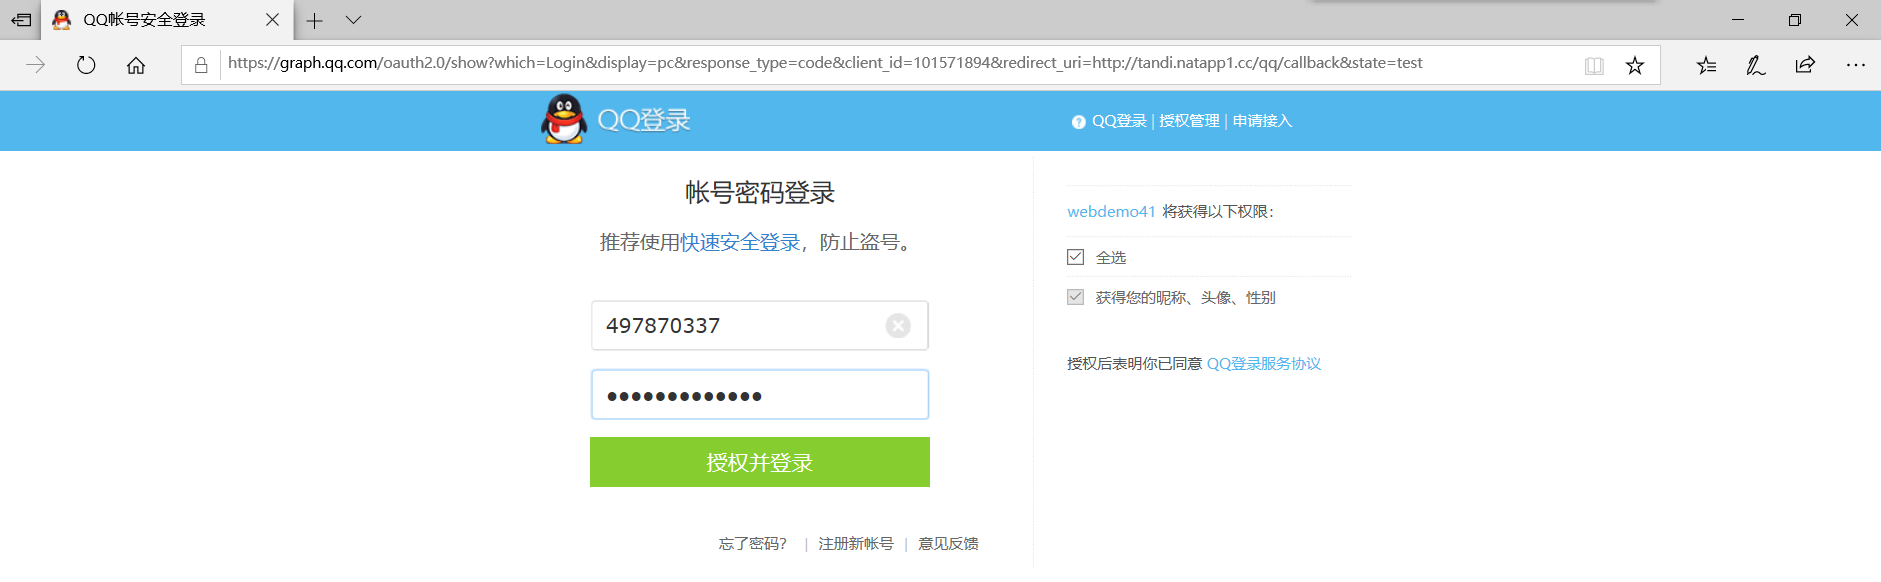 QQ帐号安全登录
https://graph.qq.com/oauth2.0/show?which=Login&display=pc&response_type=code&client_id=101571894&redirect_uri=http://tandi.natapp1.cc/qq/callback&state=test
QQ登录
QQ登录 | 授权管理 | 申请接入
帐号密码登录
推荐使用快速安全登录，防止盗号。
497870337
●●●●●●●●●●●●●
授权并登录
忘了密码？ | 注册新帐号 | 意见反馈
webdemo41 将获得以下权限：
全选
获得您的昵称、头像、性别
授权后表明你已同意 QQ登录服务协议